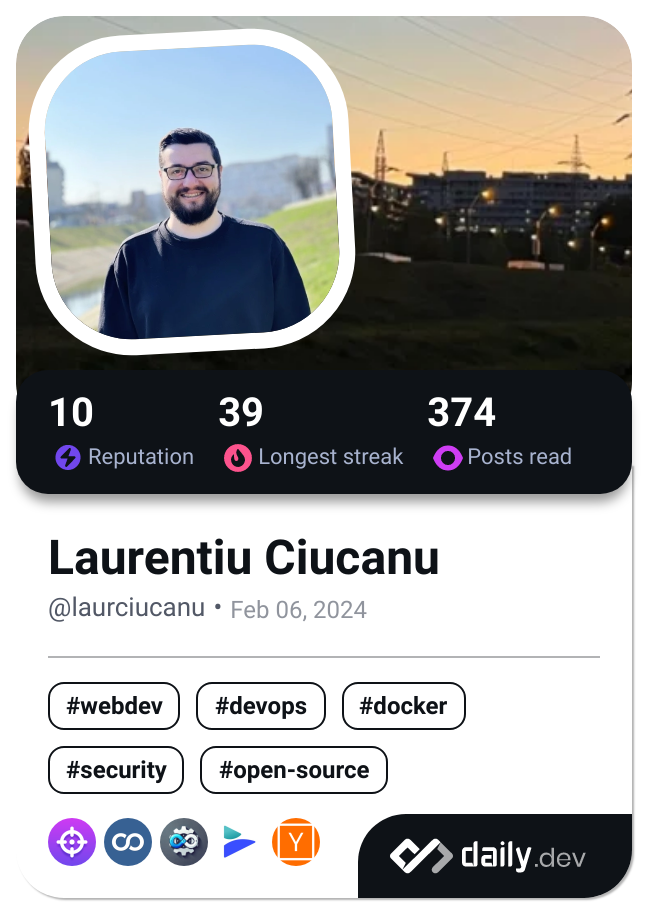 10 39 374
Reputation Longest streak Posts read
Laurentiu Ciucanu
@laurciucanu • Feb 06, 2024
#webdev #devops #docker
#security #open-source
Y
daily.dev